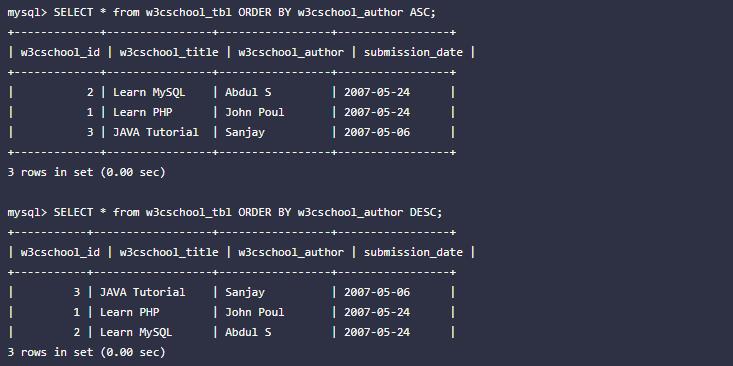 mysql> SELECT * from w3cschool_tbl ORDER BY w3cschool_author ASC;
+-------------+----------------+-----------------+-----------------+
| w3cschool_id | w3cschool_title | w3cschool_author | submission_date |
+-------------+----------------+-----------------+-----------------+
|           2 | Learn MySQL    | Abdul S         | 2007-05-24      |
|           1 | Learn PHP      | John Poul       | 2007-05-24      |
|           3 | JAVA Tutorial  | Sanjay          | 2007-05-06      |
+-------------+----------------+-----------------+-----------------+
3 rows in set (0.00 sec)

mysql> SELECT * from w3cschool_tbl ORDER BY w3cschool_author DESC;
+-----------+------------------+-----------------+-----------------+
| w3cschool_id | w3cschool_title | w3cschool_author | submission_date |
+-----------+------------------+-----------------+-----------------+
|         3 | JAVA Tutorial    | Sanjay          | 2007-05-06      |
|         1 | Learn PHP        | John Poul       | 2007-05-24      |
|         2 | Learn MySQL      | Abdul S         | 2007-05-24      |
3 rows in set (0.00 sec)